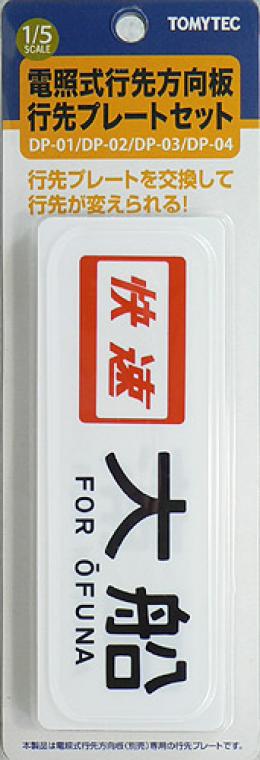 1/5
SCALE
TOMYTEC
電照式行先方向板
行先プレートセット
DP-01/DP-02/DP-03/DP-04
行先プレートを交換して
行先が変えられる!
快速
大船
FOR ŌFUNA
本製品は電照式行先方向板(別売)専用の行先プレートです。